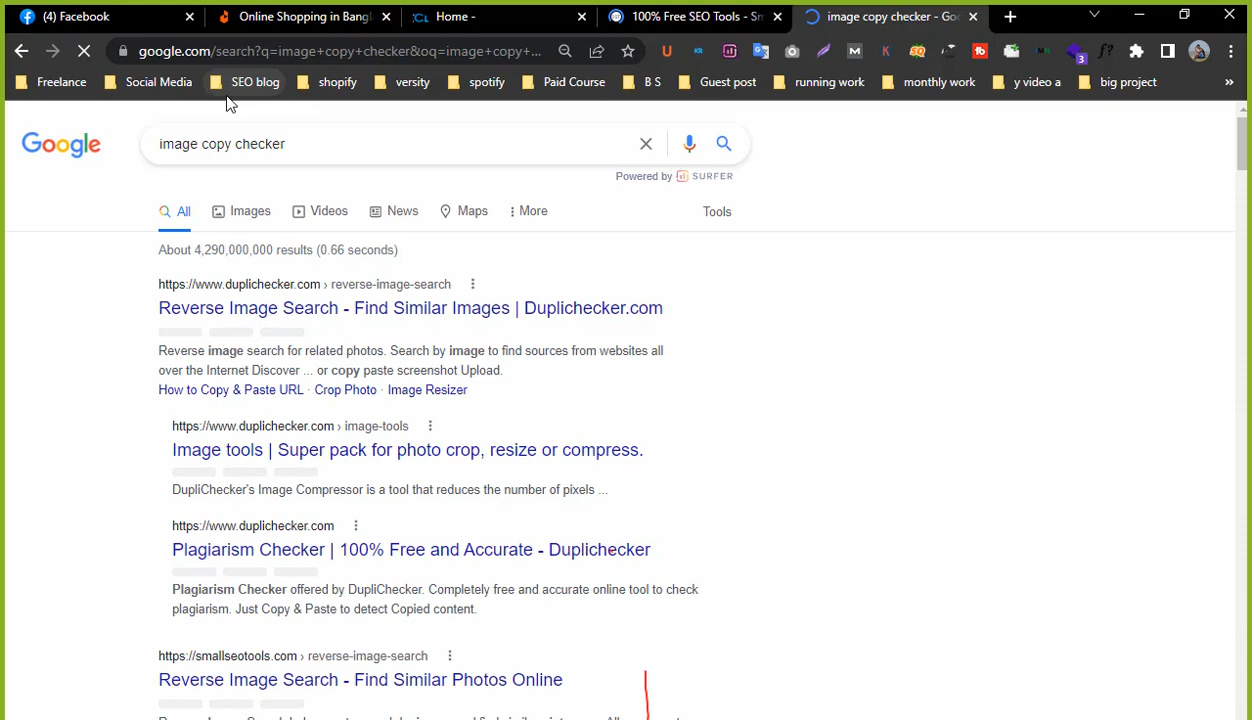 (4) Facebook
Online Shopping in Bangl
Home -
100% Free SEO Tools - Sm
image copy checker - Goo
google.com/search?q=image+copy+checker&oq=image+copy+...
Freelance
Social Media
SEO blog
shopify
versity
spotify
Paid Course
B S
Guest post
running work
monthly work
y video a
big project
»
Google
image copy checker
Powered by SURFER
All
Images
Videos
News
Maps
More
Tools
About 4,290,000,000 results (0.66 seconds)
https://www.duplichecker.com › reverse-image-search
Reverse Image Search - Find Similar Images | Duplichecker.com
Reverse image search for related photos. Search by image to find sources from websites all
over the Internet Discover ... or copy paste screenshot Upload.
How to Copy & Paste URL · Crop Photo · Image Resizer
https://www.duplichecker.com › image-tools
Image tools | Super pack for photo crop, resize or compress.
DupliChecker's Image Compressor is a tool that reduces the number of pixels ...
https://www.duplichecker.com
Plagiarism Checker | 100% Free and Accurate - Duplichecker
Plagiarism Checker offered by DupliChecker. Completely free and accurate online tool to check
plagiarism. Just Copy & Paste to detect Copied content.
https://smallseotools.com › reverse-image-search
Reverse Image Search - Find Similar Photos Online